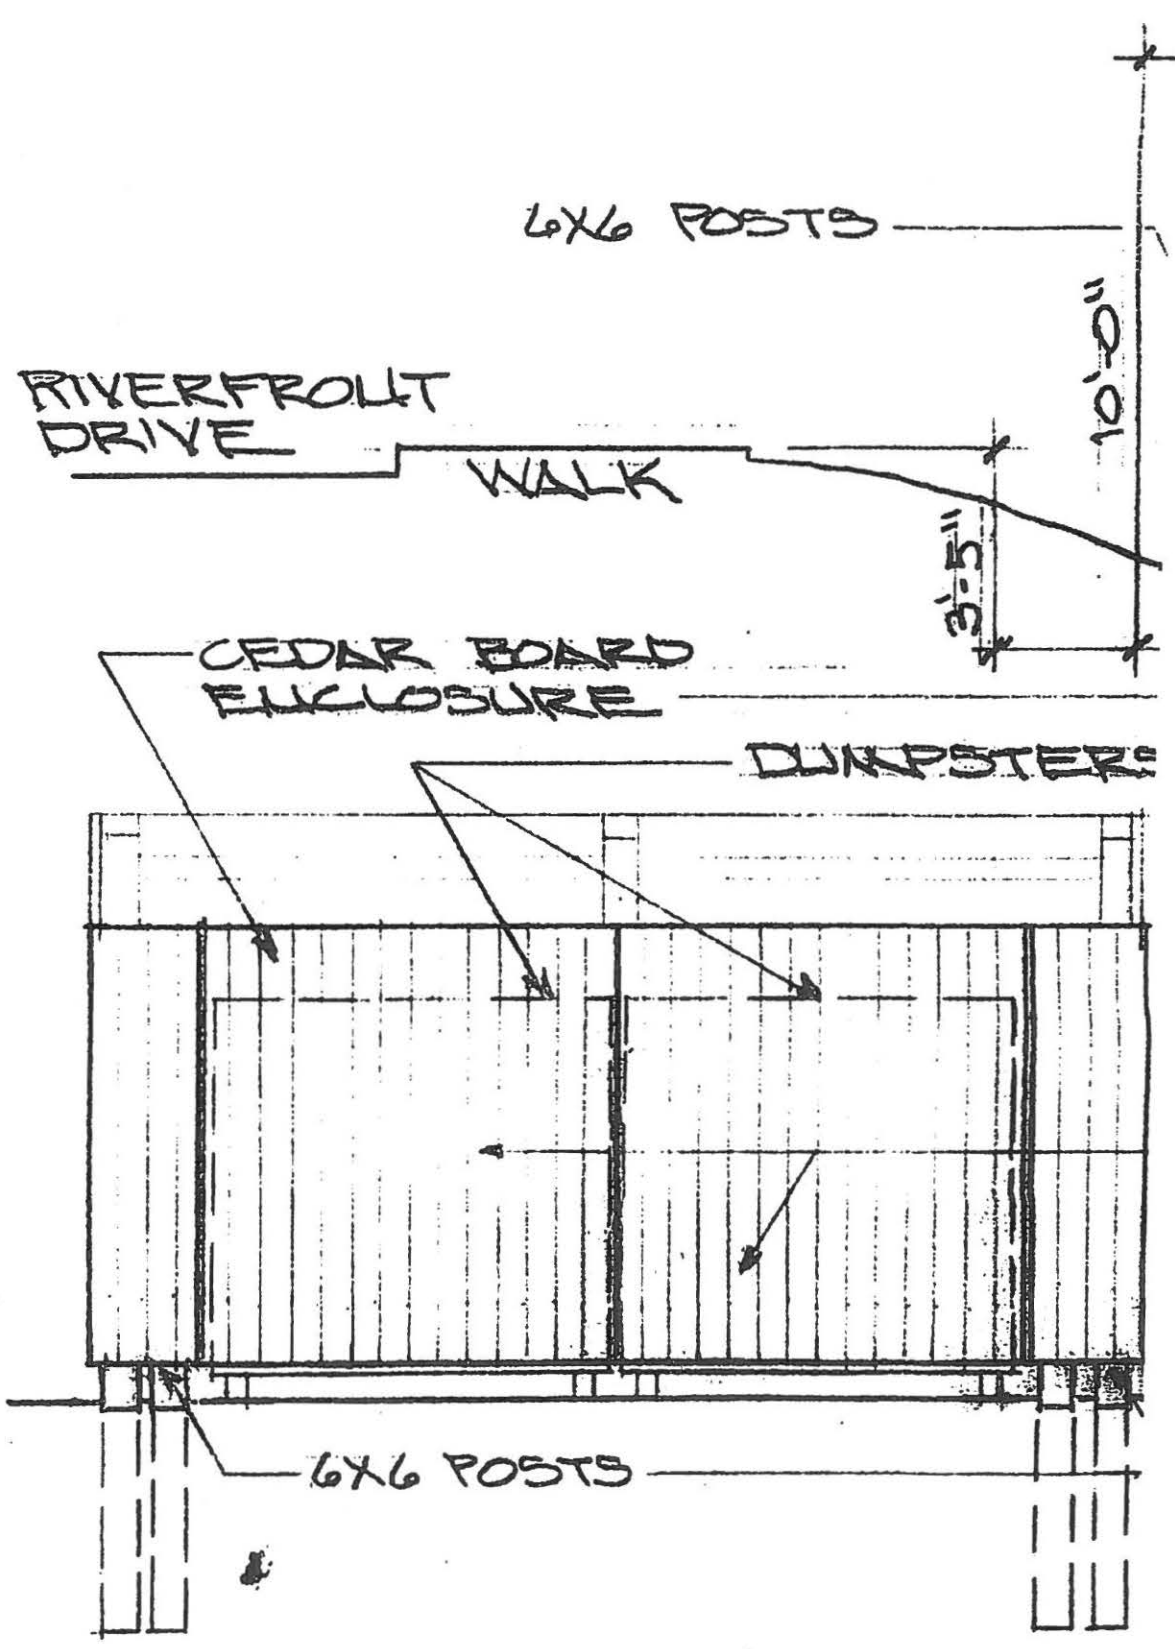 6X6 POSTS
10'-0"
RIVERFRONT
DRIVE
WALK
3'-5"
CEDAR BOARD
ENCLOSURE
DUMPSTERS
6X6 POSTS